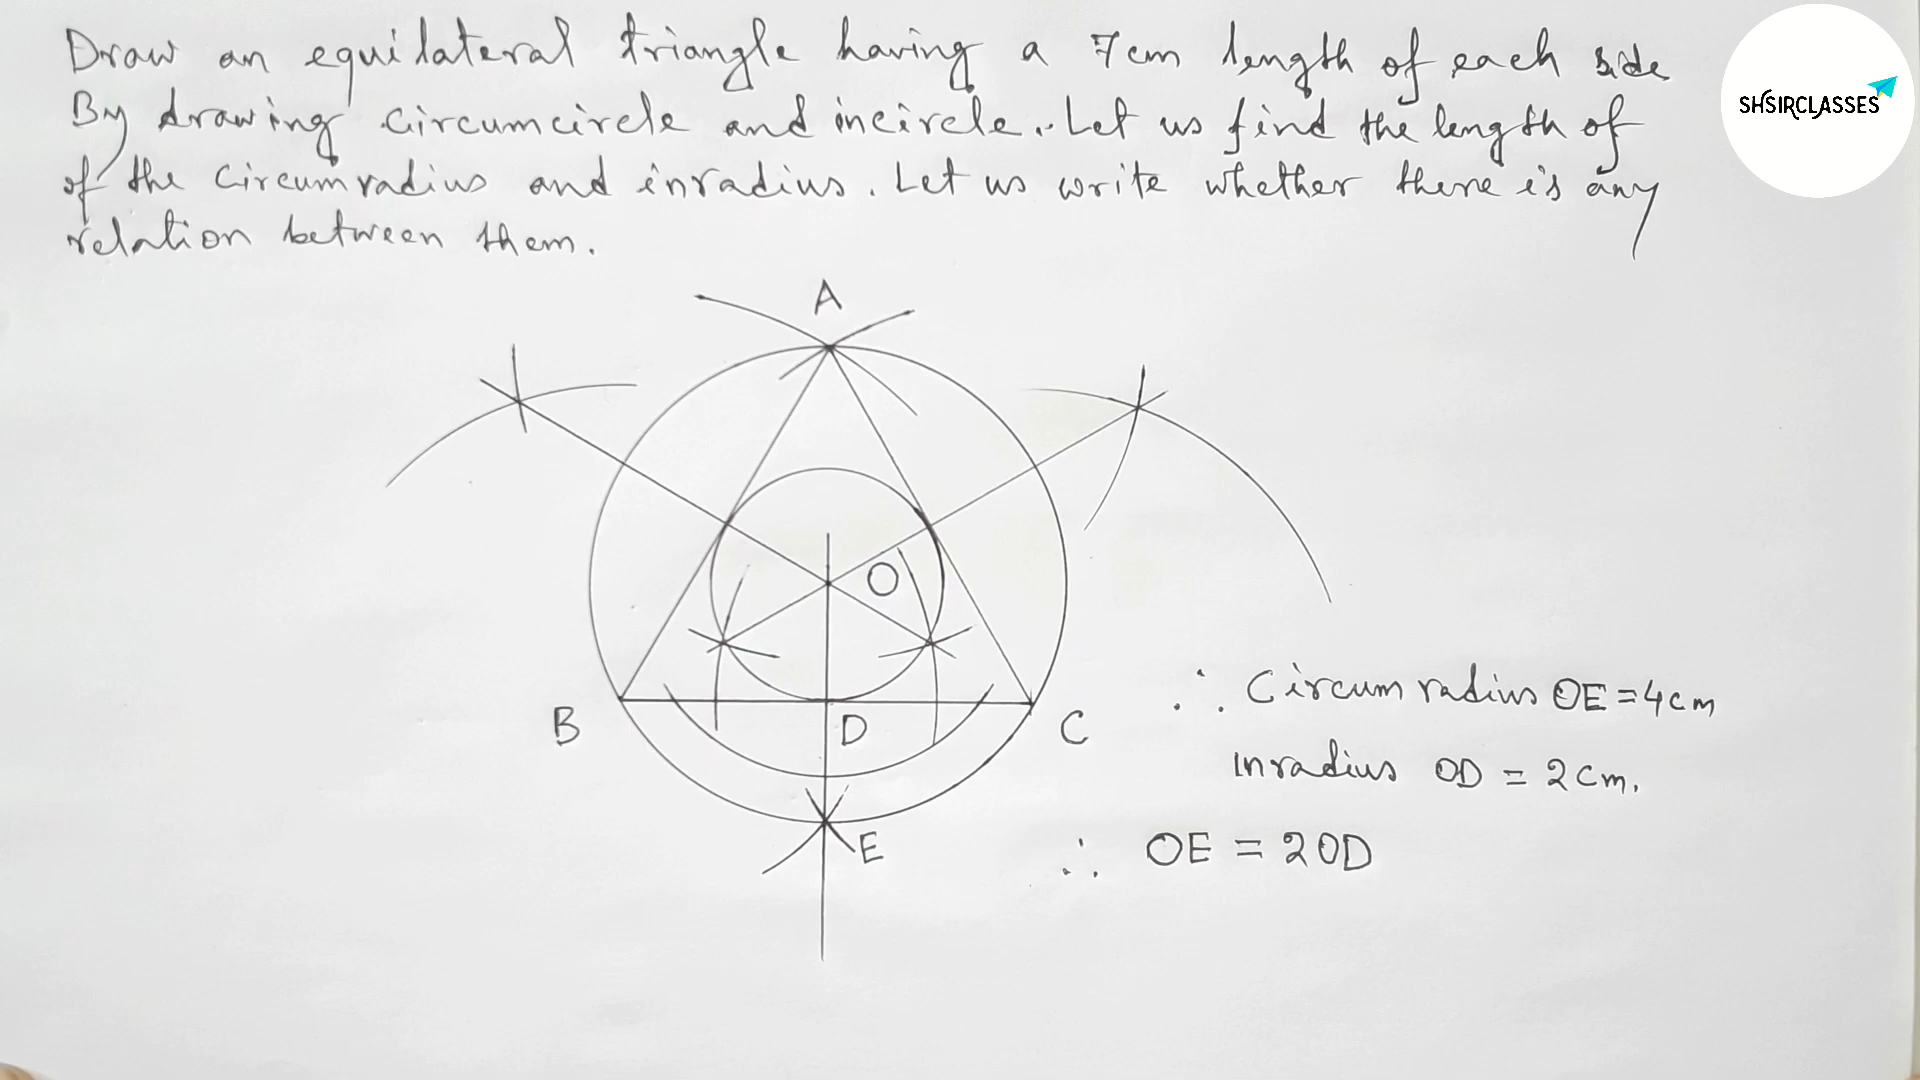 Draw an equilateral triangle having a 7cm length of each side
By drawing circumcircle and incircle. Let us find the length of
of the circumradius and inradius. Let us write whether there is any
relation between them.
SHSIRCLASSES
A
O
B
D
C
E
∴ Circum radius OE = 4cm
inradius OD = 2cm.
∴ OE = 2OD